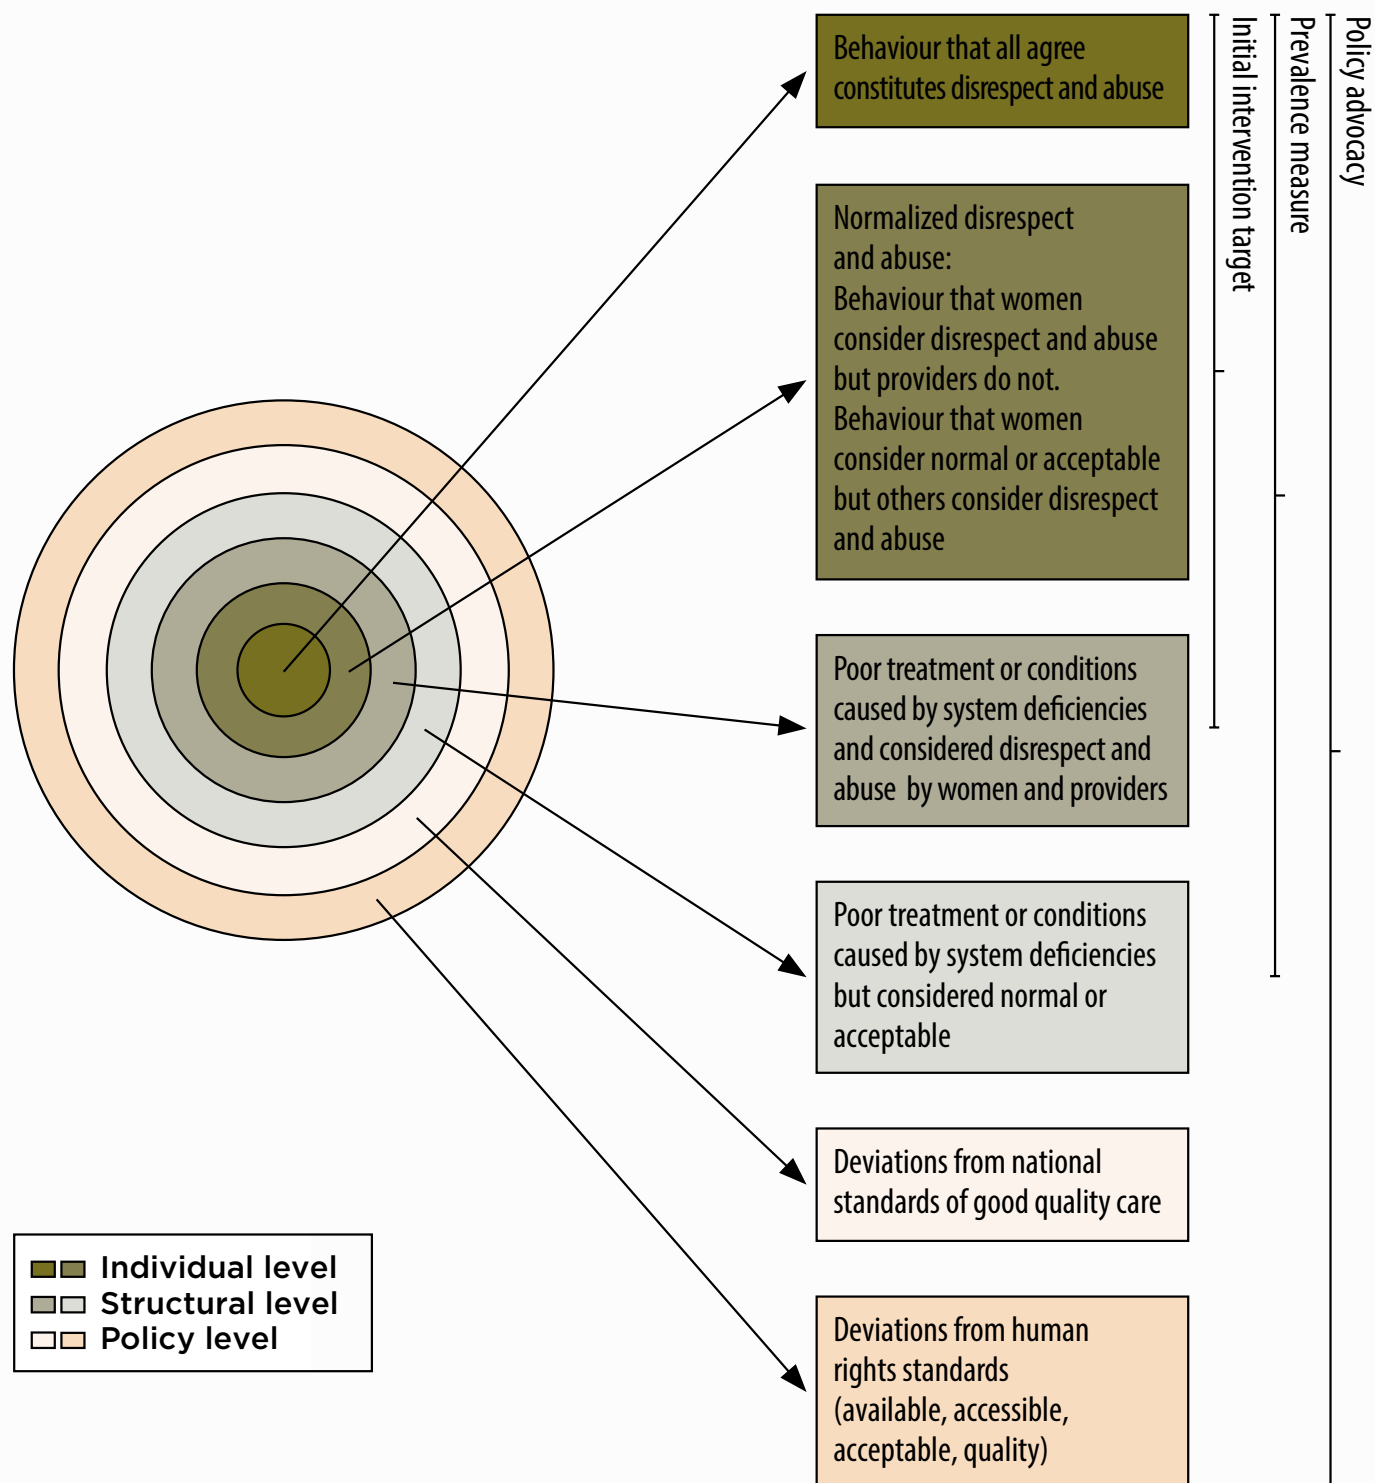 Behaviour that all agree
constitutes disrespect and abuse
Normalized disrespect
and abuse:
Behaviour that women
consider disrespect and abuse
but providers do not.
Behaviour that women
consider normal or acceptable
but others consider disrespect
and abuse
Poor treatment or conditions
caused by system deficiencies
and considered disrespect and
abuse by women and providers
Poor treatment or conditions
caused by system deficiencies
but considered normal or
acceptable
Deviations from national
standards of good quality care
Deviations from human
rights standards
(available, accessible,
acceptable, quality)
Initial intervention target
Prevalence measure
Policy advocacy
Individual level
Structural level
Policy level